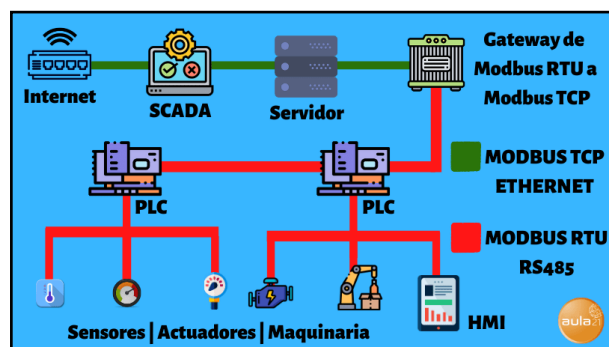 Internet
SCADA
Servidor
Gateway de
Modbus RTU a
Modbus TCP
PLC
PLC
MODBUS TCP
ETHERNET
MODBUS RTU
RS485
Sensores | Actuadores | Maquinaria
HMI
aula21